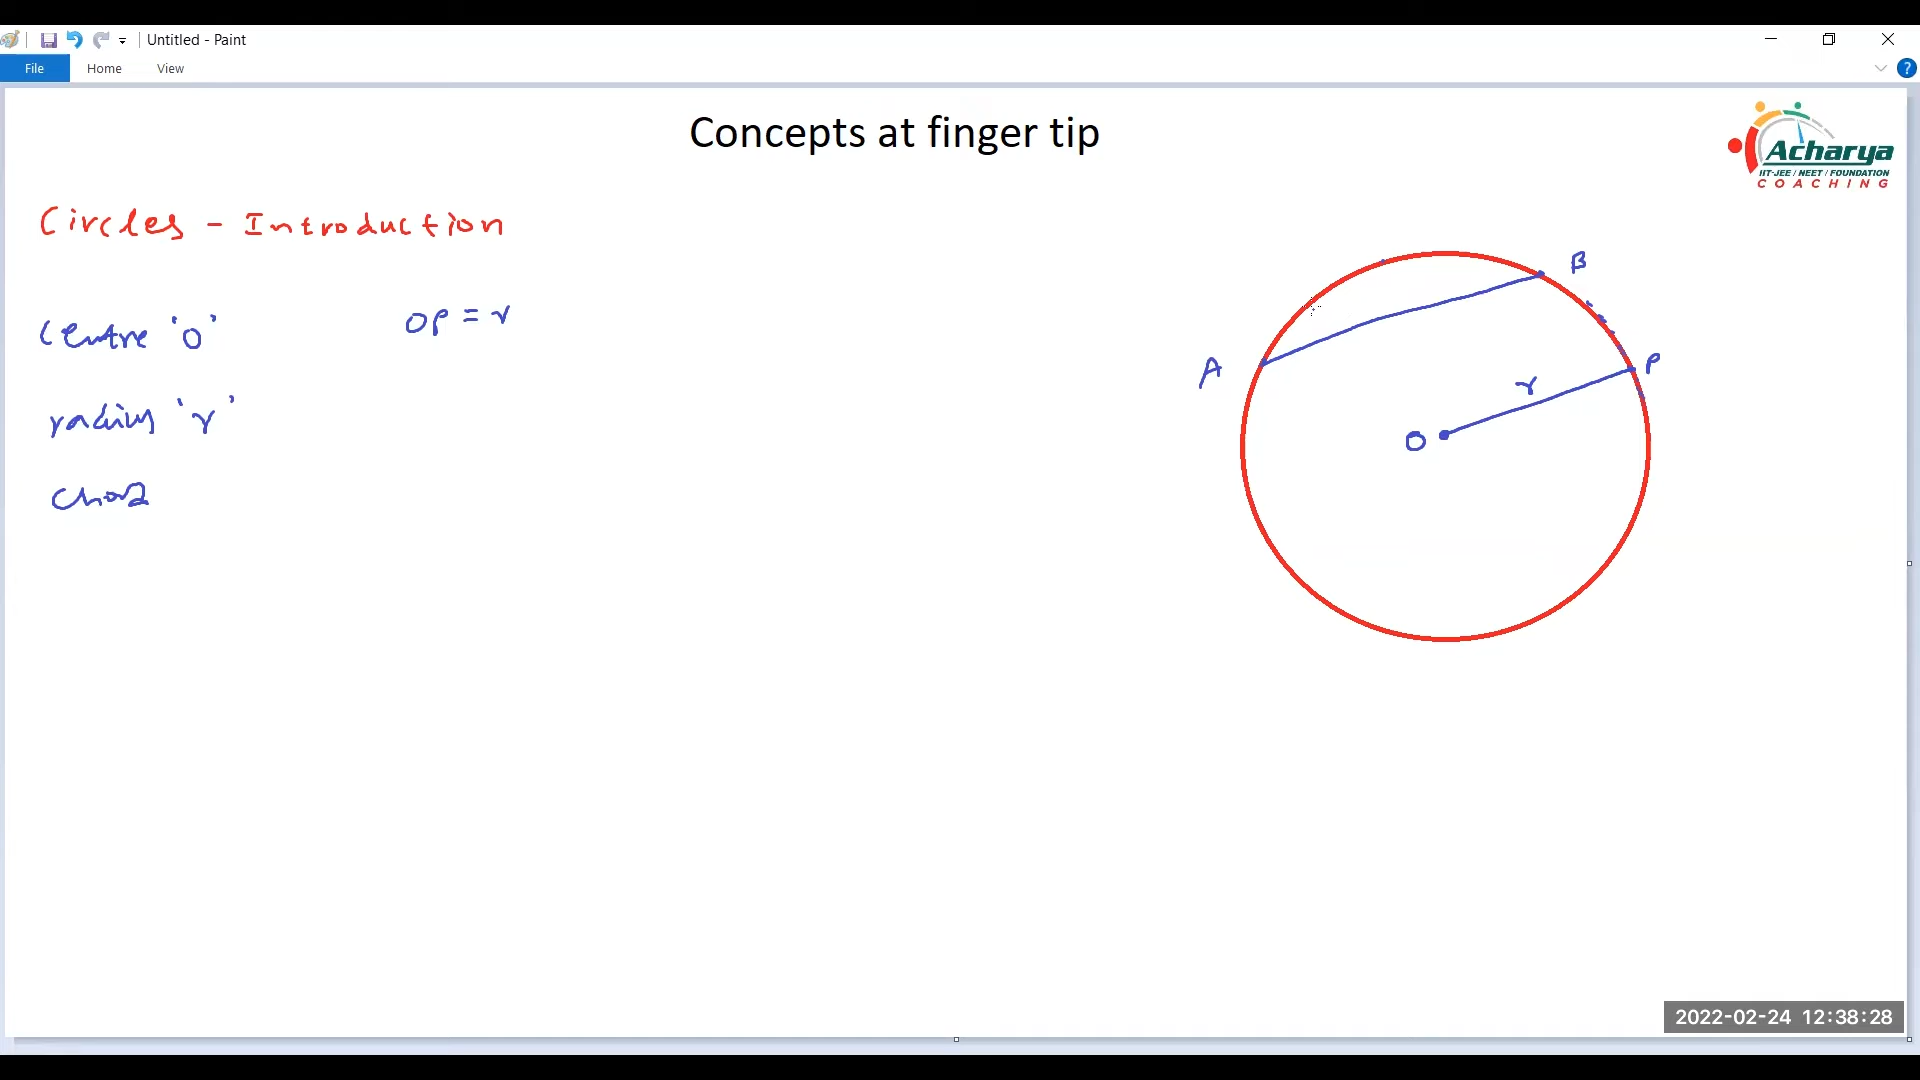 Untitled - Paint
File Home View
Concepts at finger tip
Acharya
IIT-JEE / NEET / FOUNDATION
COACHING
Circles - Introduction
Centre 'O'
OP = r
radius 'r'
Chord
A
B
P
r
O
2022-02-24 12:38:28